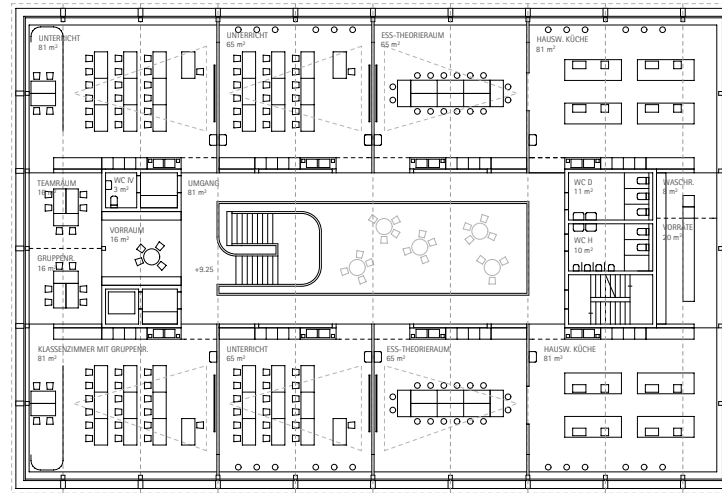 UNTERRICHT
81 m²
UNTERRICHT
65 m²
ESS-THEORIERAUM
65 m²
HAUSW. KÜCHE
81 m²
TEAMRAUM
16 m²
WC IV
3 m²
UMGANG
81 m²
WC D
11 m²
WASCHR.
8 m²
VORRAUM
16 m²
WC H
10 m²
VORRÄTE
20 m²
GRUPPENR.
16 m²
+9.25
KLASSENZIMMER MIT GRUPPENR.
81 m²
UNTERRICHT
65 m²
ESS-THEORIERAUM
65 m²
HAUSW. KÜCHE
81 m²